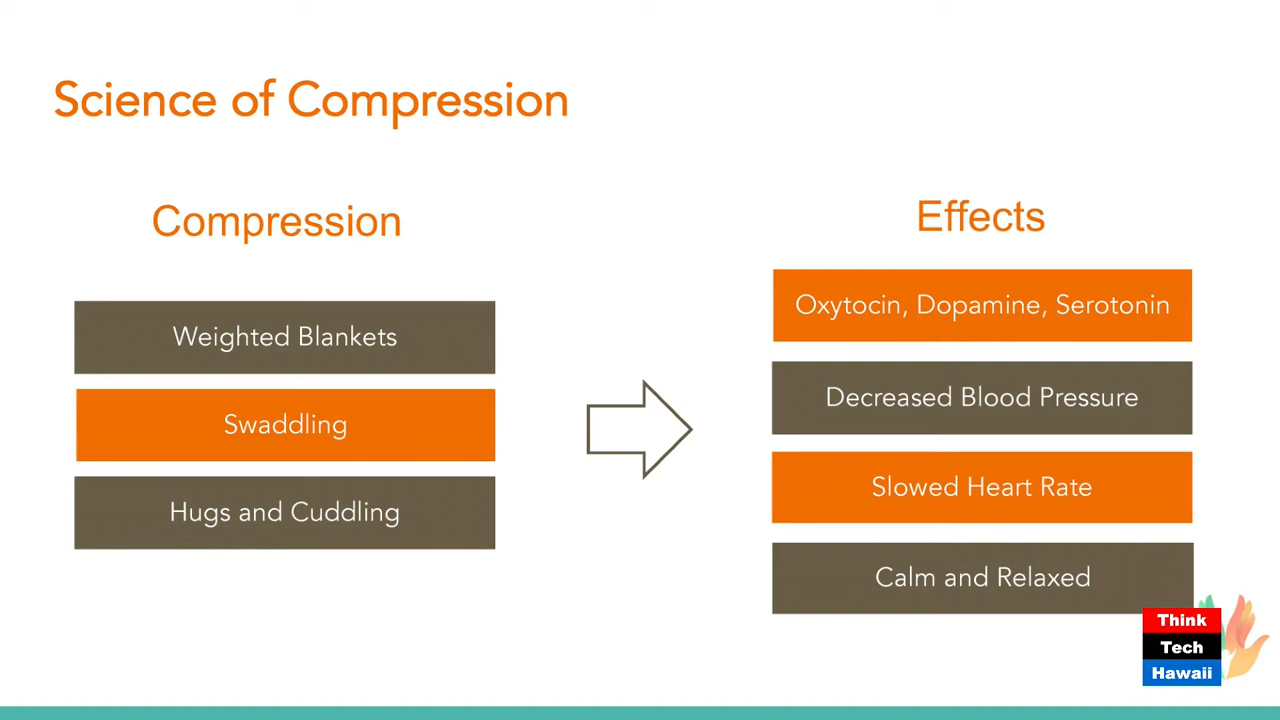 Science of Compression
Compression
Weighted Blankets
Swaddling
Hugs and Cuddling
Effects
Oxytocin, Dopamine, Serotonin
Decreased Blood Pressure
Slowed Heart Rate
Calm and Relaxed
Think
Tech
Hawaii